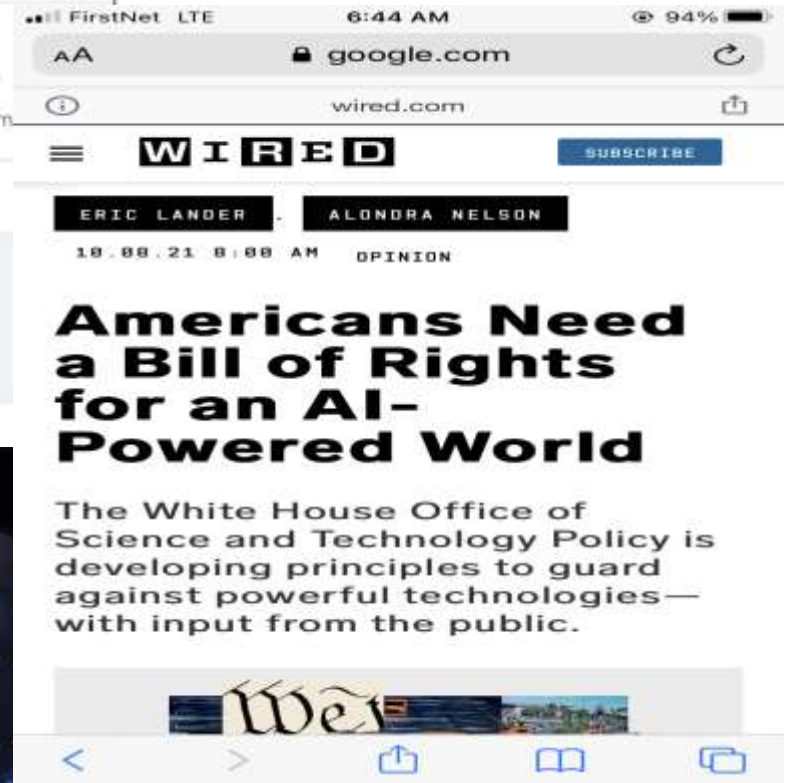 FirstNet LTE 6:44 AM 94%
AA google.com
wired.com
WIRED SUBSCRIBE
ERIC LANDER, ALONDRA NELSON
10.08.21 8:00 AM OPINION
Americans Need
a Bill of Rights
for an AI-
Powered World
The White House Office of
Science and Technology Policy is
developing principles to guard
against powerful technologies—
with input from the public.
We